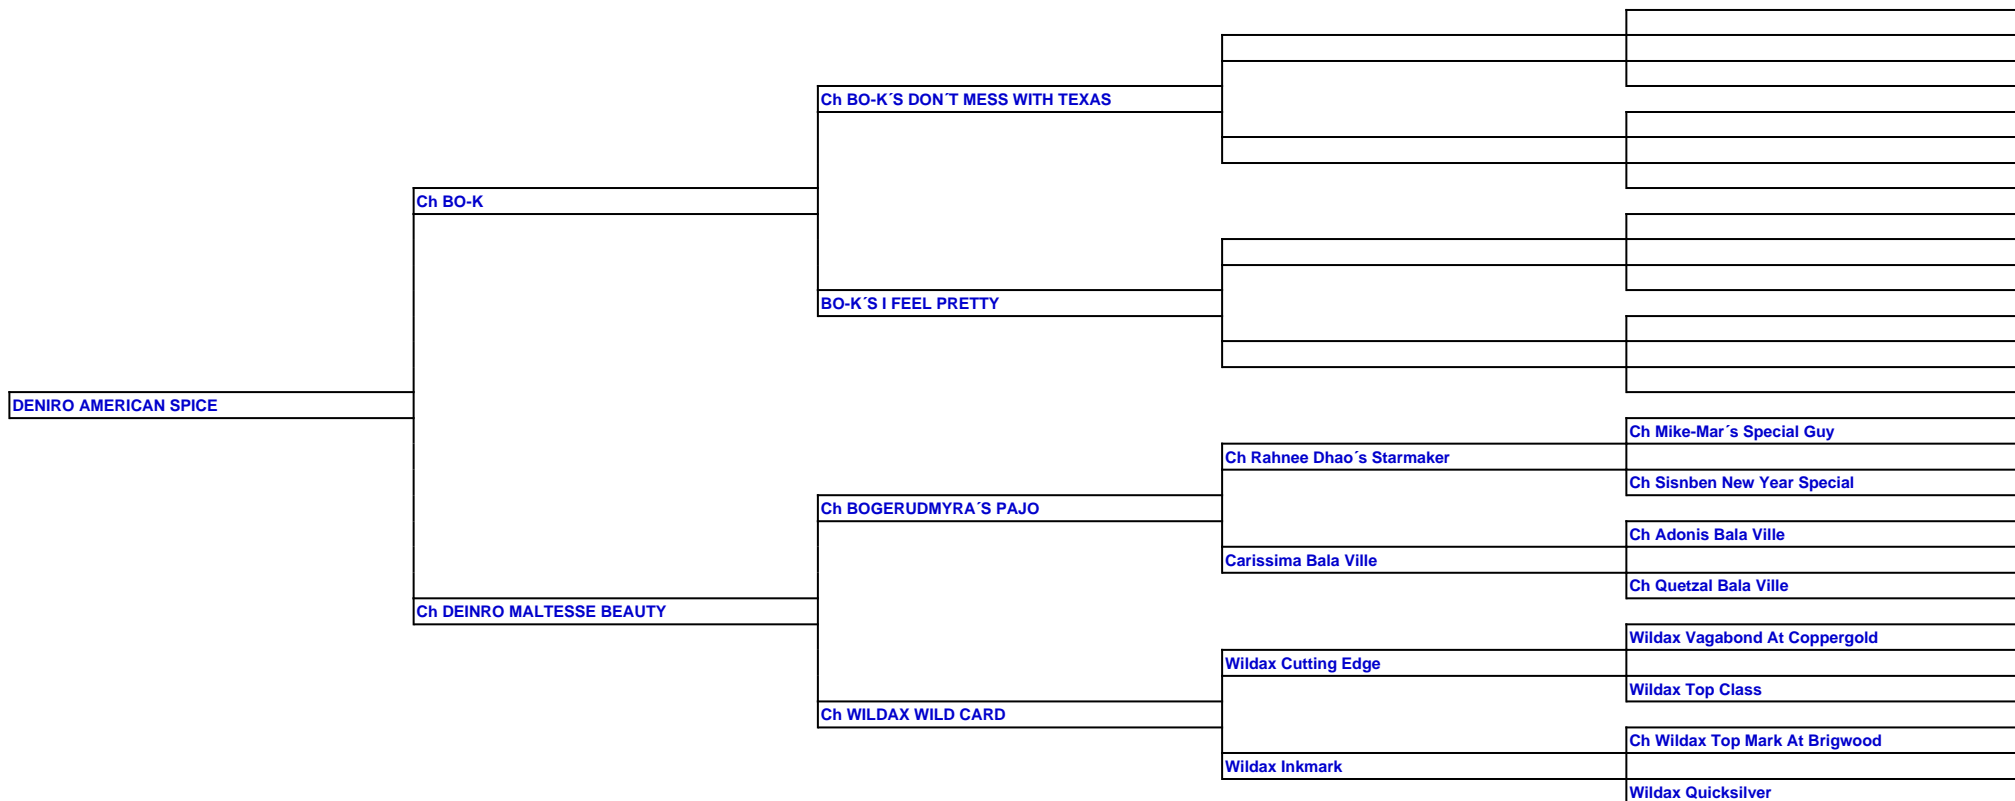 Ch BO-K´S DON´T MESS WITH TEXAS
Ch BO-K
BO-K´S I FEEL PRETTY
DENIRO AMERICAN SPICE
Ch Mike-Mar´s Special Guy
Ch Rahnee Dhao´s Starmaker
Ch Sisnben New Year Special
Ch BOGERUDMYRA´S PAJO
Ch Adonis Bala Ville
Carissima Bala Ville
Ch Quetzal Bala Ville
Ch DEINRO MALTESSE BEAUTY
Wildax Vagabond At Coppergold
Wildax Cutting Edge
Wildax Top Class
Ch WILDAX WILD CARD
Ch Wildax Top Mark At Brigwood
Wildax Inkmark
Wildax Quicksilver